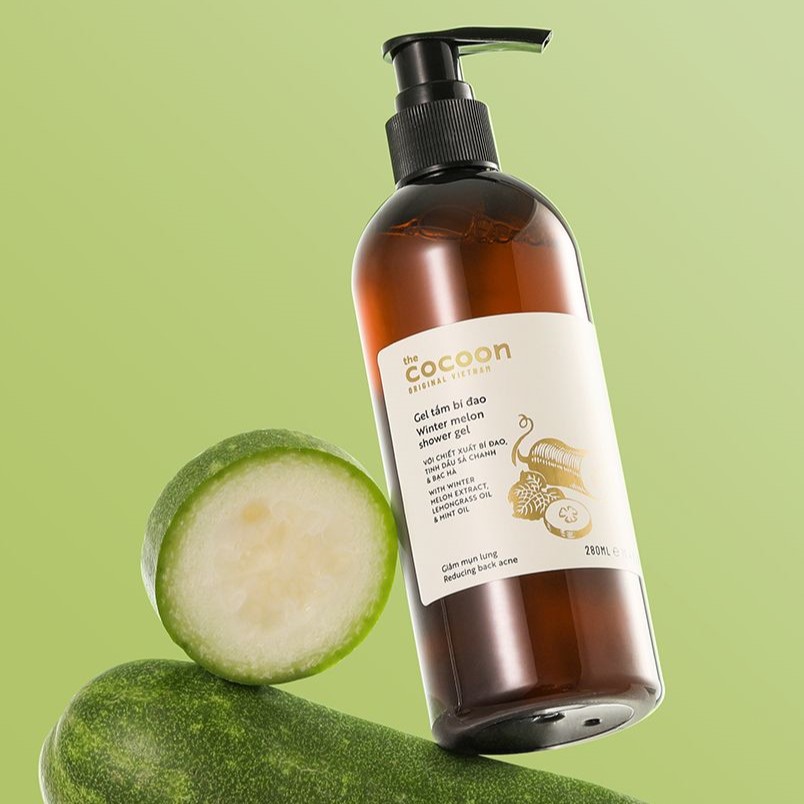 the
cocoon
ORIGINAL VIETNAM
Gel tắm bí đao
Winter melon
shower gel
VỚI CHIẾT XUẤT BÍ ĐAO,
TINH DẦU SẢ CHANH
& BẠC HÀ
WITH WINTER
MELON EXTRACT,
LEMONGRASS OIL
& MINT OIL
Giảm mụn lưng
Reducing back acne
280ML ℮